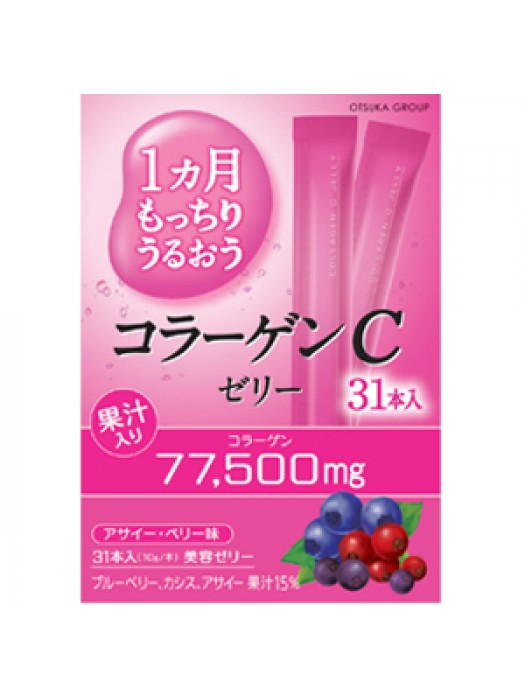 OTSUKA GROUP
1ヵ月
もっちり
うるおう
COLLAGEN C JELLY
COLLAGEN C JELLY
コラーゲンC
ゼリー
31本入
果汁
入り
コラーゲン
77,500mg
アサイー・ベリー味
31本入(10g/本) 美容ゼリー
ブルーベリー、カシス、アサイー 果汁15%